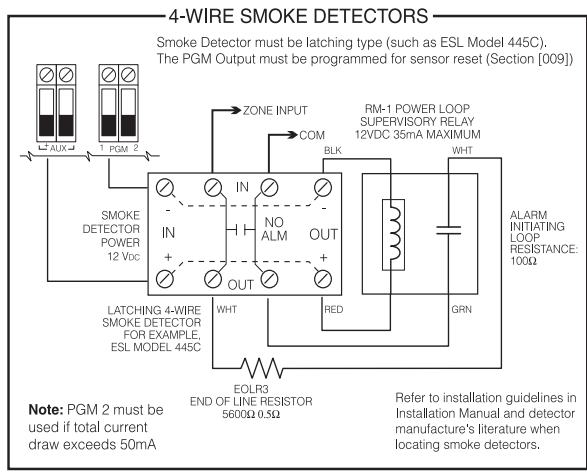 4-WIRE SMOKE DETECTORS
Smoke Detector must be latching type (such as ESL Model 445C).
The PGM Output must be programmed for sensor reset (Section [009])
+ AUX -
1 PGM 2
ZONE INPUT
COM
RM-1 POWER LOOP
SUPERVISORY RELAY
12VDC 35mA MAXIMUM
BLK
WHT
IN
-
-
SMOKE
DETECTOR
POWER
12 VDC
IN
NO
ALM
OUT
+
+
OUT
ALARM
INITIATING
LOOP
RESISTANCE:
100Ω
LATCHING 4-WIRE
SMOKE DETECTOR
FOR EXAMPLE,
ESL MODEL 445C
WHT
RED
GRN
EOLR3
END OF LINE RESISTOR
5600Ω 0.5Ω
Note: PGM 2 must be
used if total current
draw exceeds 50mA
Refer to installation guidelines in
Installation Manual and detector
manufacture's literature when
locating smoke detectors.